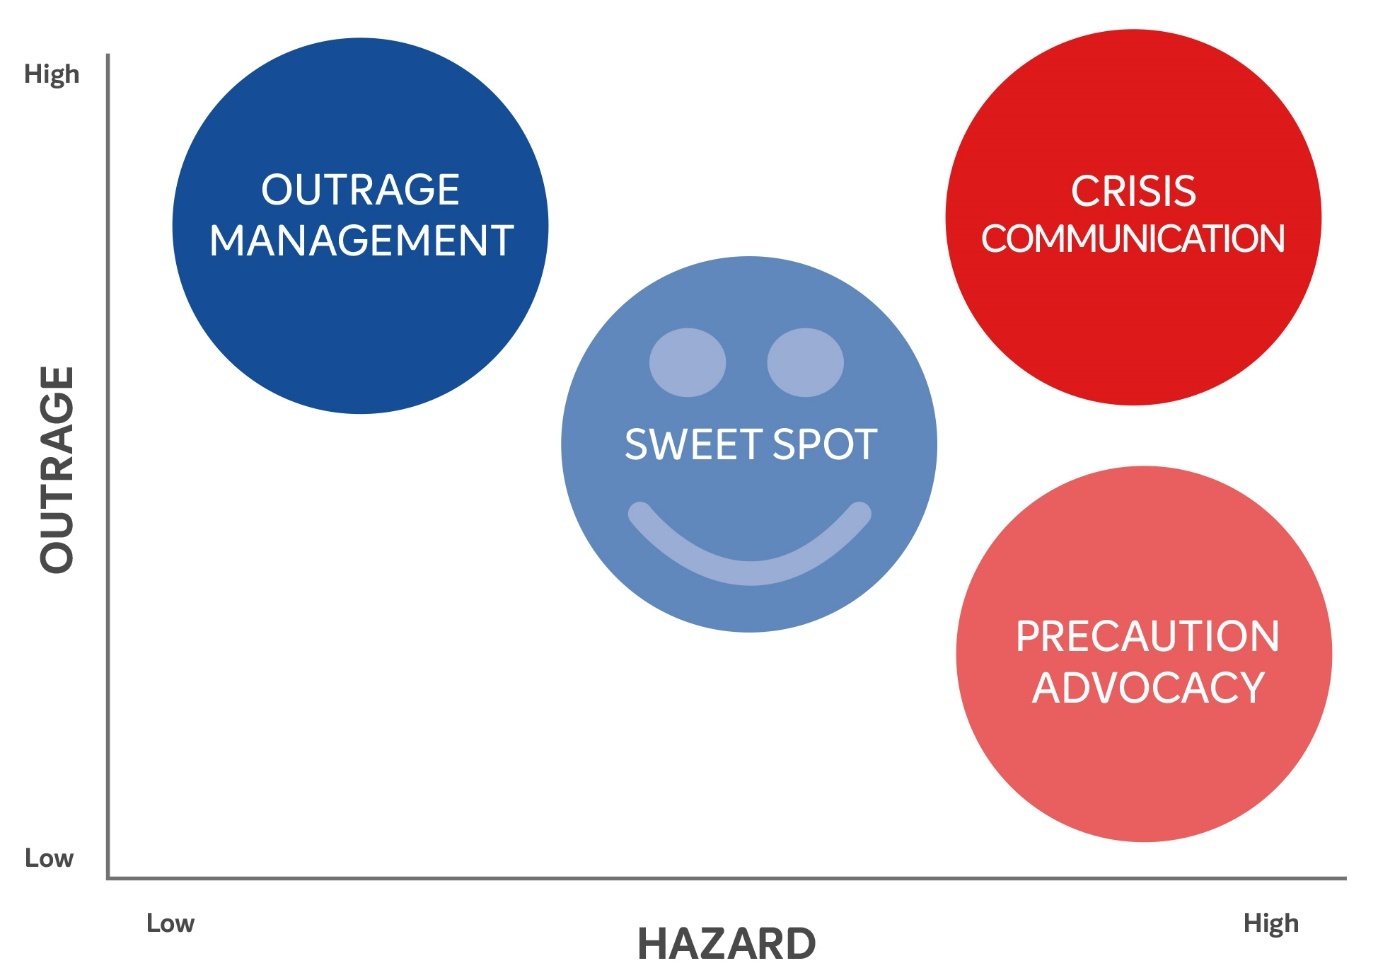 High
OUTRAGE
MANAGEMENT
CRISIS
COMMUNICATION
SWEET SPOT
OUTRAGE
PRECAUTION
ADVOCACY
Low
Low
HAZARD
High